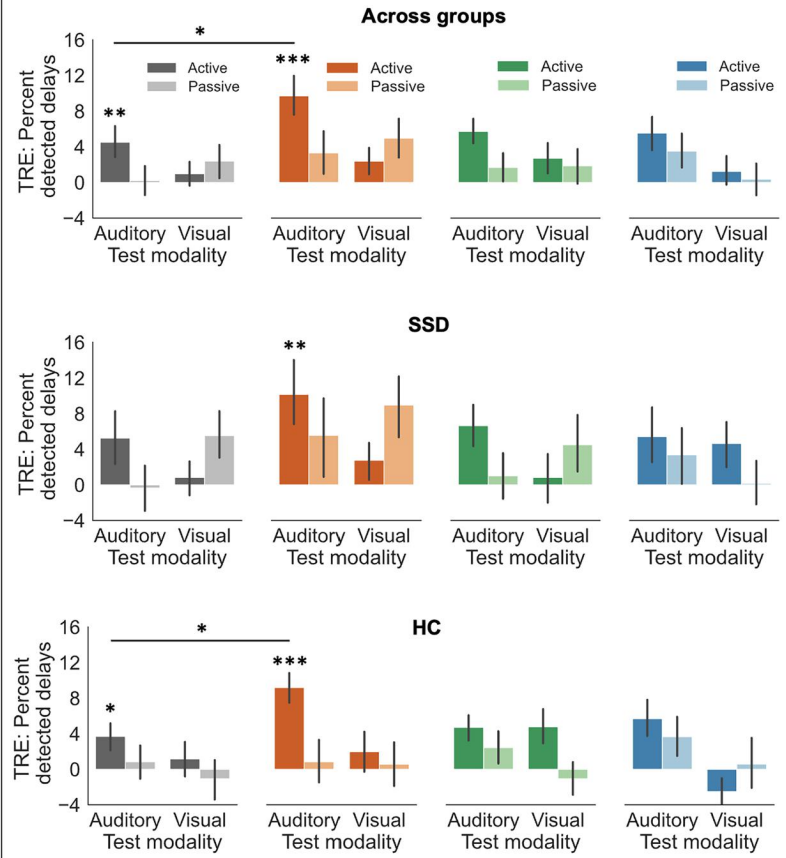 Across groups
TRE: Percent
detected delays
16
12
8
4
0
−4
*
**
***
Active
Passive
Active
Passive
Active
Passive
Active
Passive
Auditory Visual
Test modality
Auditory Visual
Test modality
Auditory Visual
Test modality
Auditory Visual
Test modality
SSD
TRE: Percent
detected delays
16
12
8
4
0
−4
**
Auditory Visual
Test modality
Auditory Visual
Test modality
Auditory Visual
Test modality
Auditory Visual
Test modality
HC
TRE: Percent
detected delays
16
12
8
4
0
−4
*
*
***
Auditory Visual
Test modality
Auditory Visual
Test modality
Auditory Visual
Test modality
Auditory Visual
Test modality